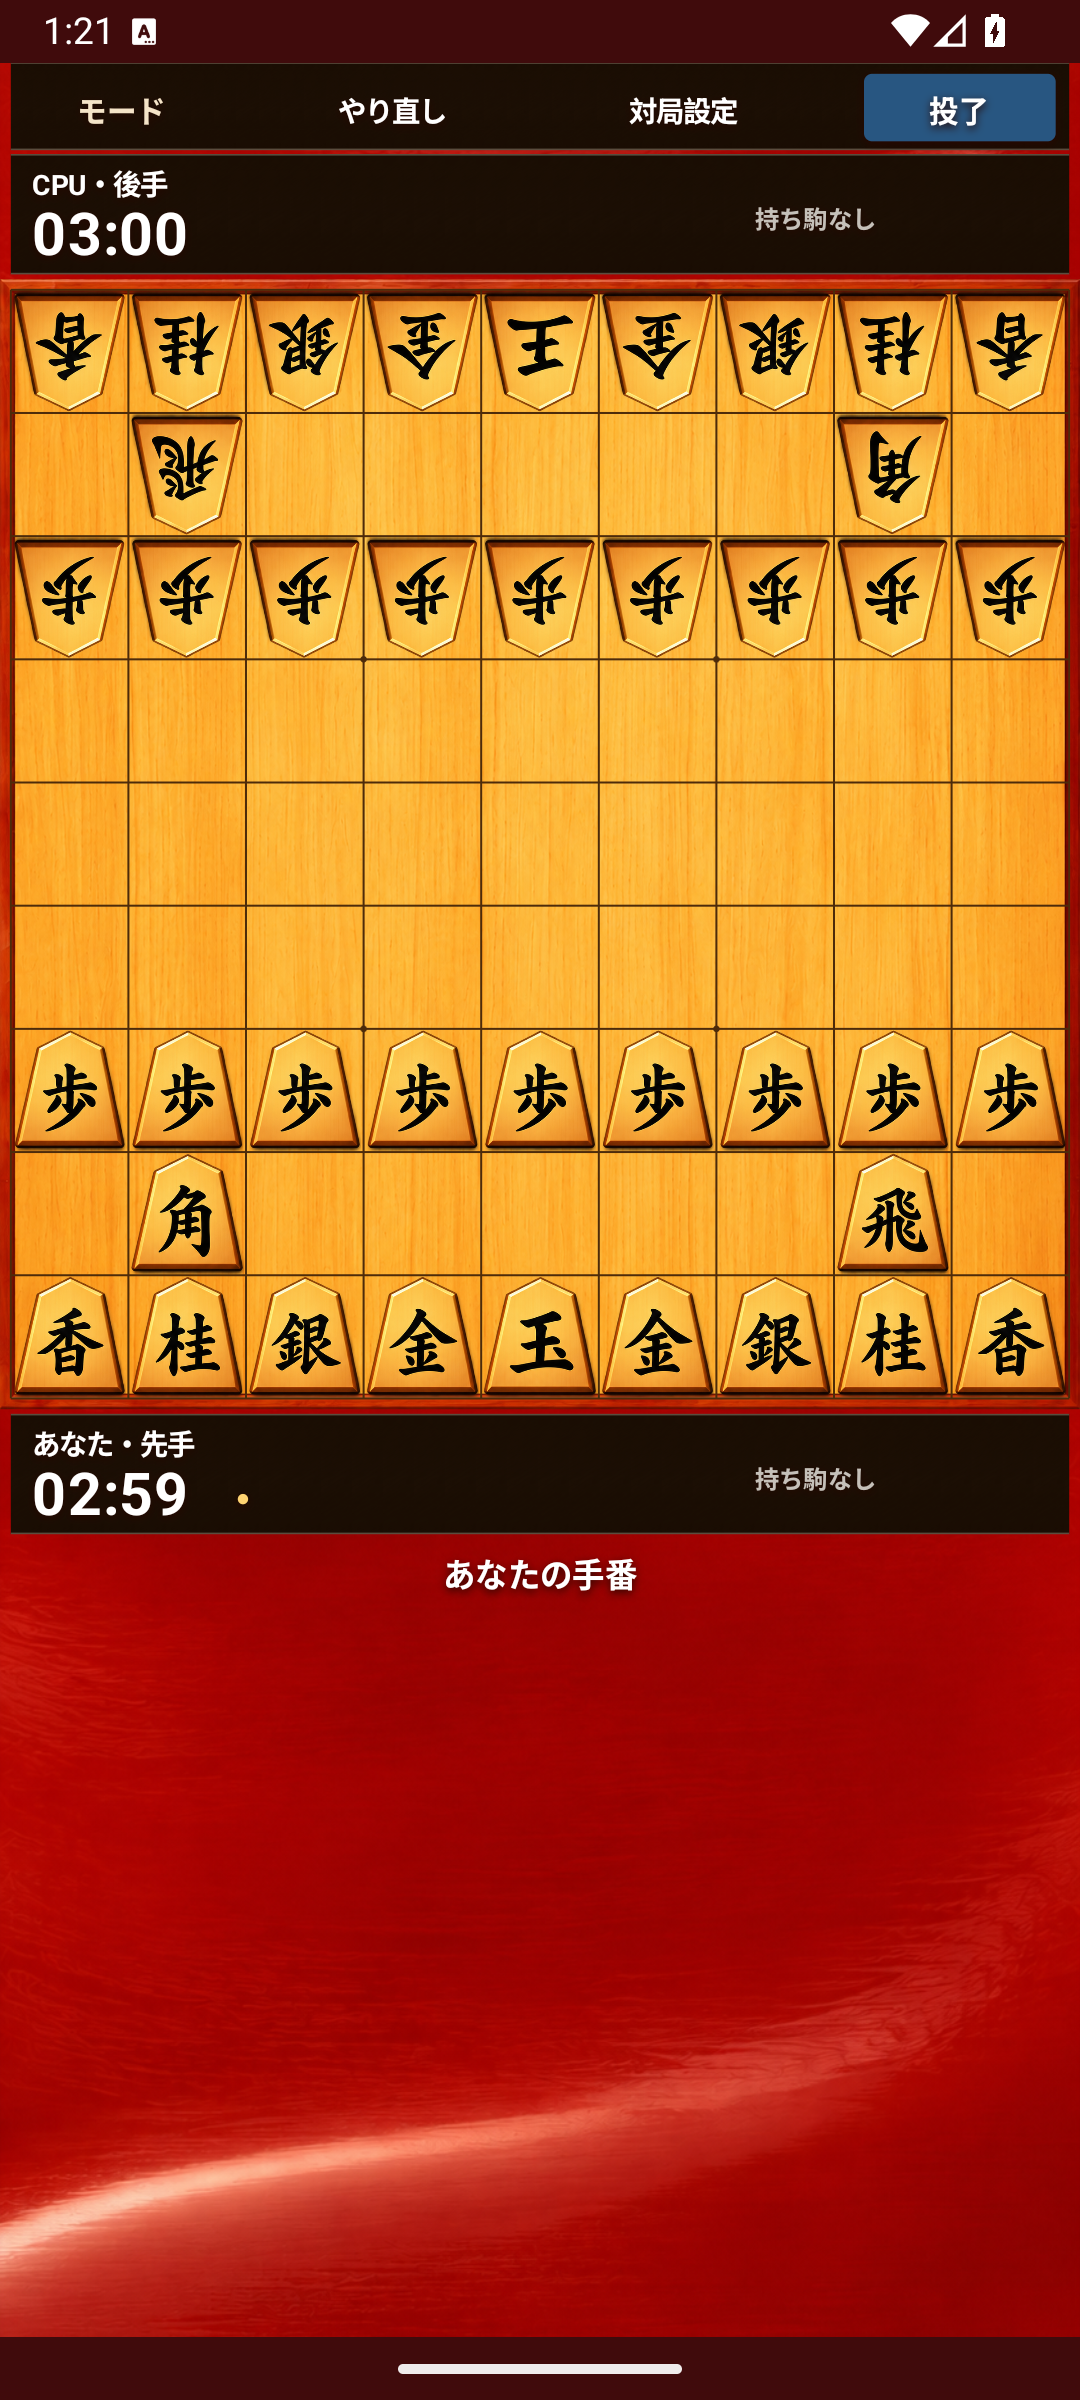 1:21
モード やり直し 対局設定 投了
CPU・後手
03:00
持ち駒なし
香 桂 銀 金 王 金 銀 桂 香
飛 角
歩 歩 歩 歩 歩 歩 歩 歩 歩
歩 歩 歩 歩 歩 歩 歩 歩 歩
角 飛
香 桂 銀 金 玉 金 銀 桂 香
あなた・先手
02:59
持ち駒なし
あなたの手番